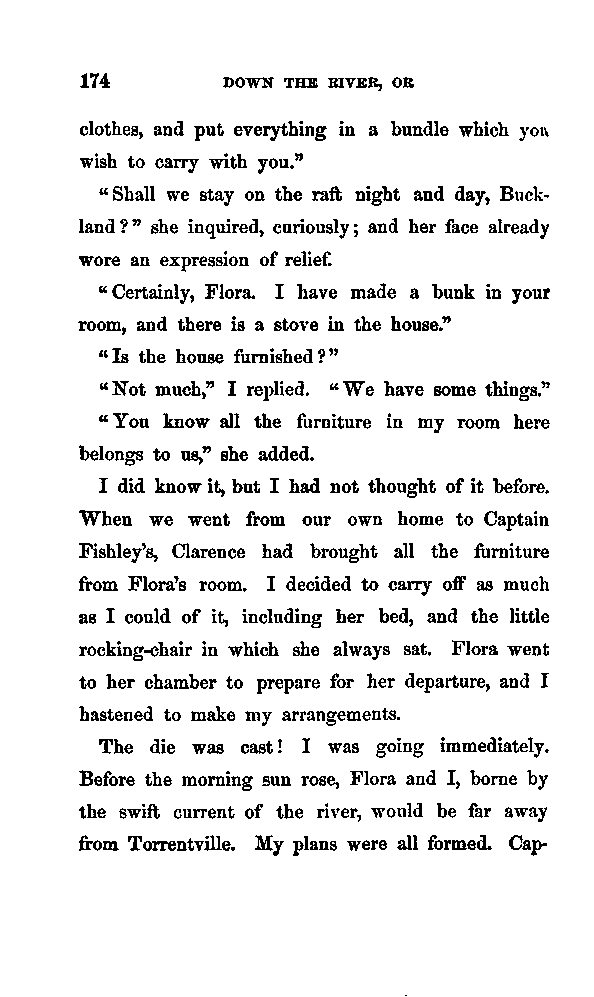 174 DOWN THE RIVER, OR
clothes, and put everything in a bundle which you
wish to carry with you."
"Shall we stay on the raft night and day, Buck-
land?" she inquired, curiously; and her face already
wore an expression of relief.
"Certainly, Flora. I have made a bunk in your
room, and there is a stove in the house."
"Is the house furnished?"
"Not much," I replied. "We have some things."
"You know all the furniture in my room here
belongs to us," she added.
I did know it, but I had not thought of it before.
When we went from our own home to Captain
Fishley's, Clarence had brought all the furniture
from Flora's room. I decided to carry off as much
as I could of it, including her bed, and the little
rocking-chair in which she always sat. Flora went
to her chamber to prepare for her departure, and I
hastened to make my arrangements.
The die was cast! I was going immediately.
Before the morning sun rose, Flora and I, borne by
the swift current of the river, would be far away
from Torrentville. My plans were all formed. Cap-